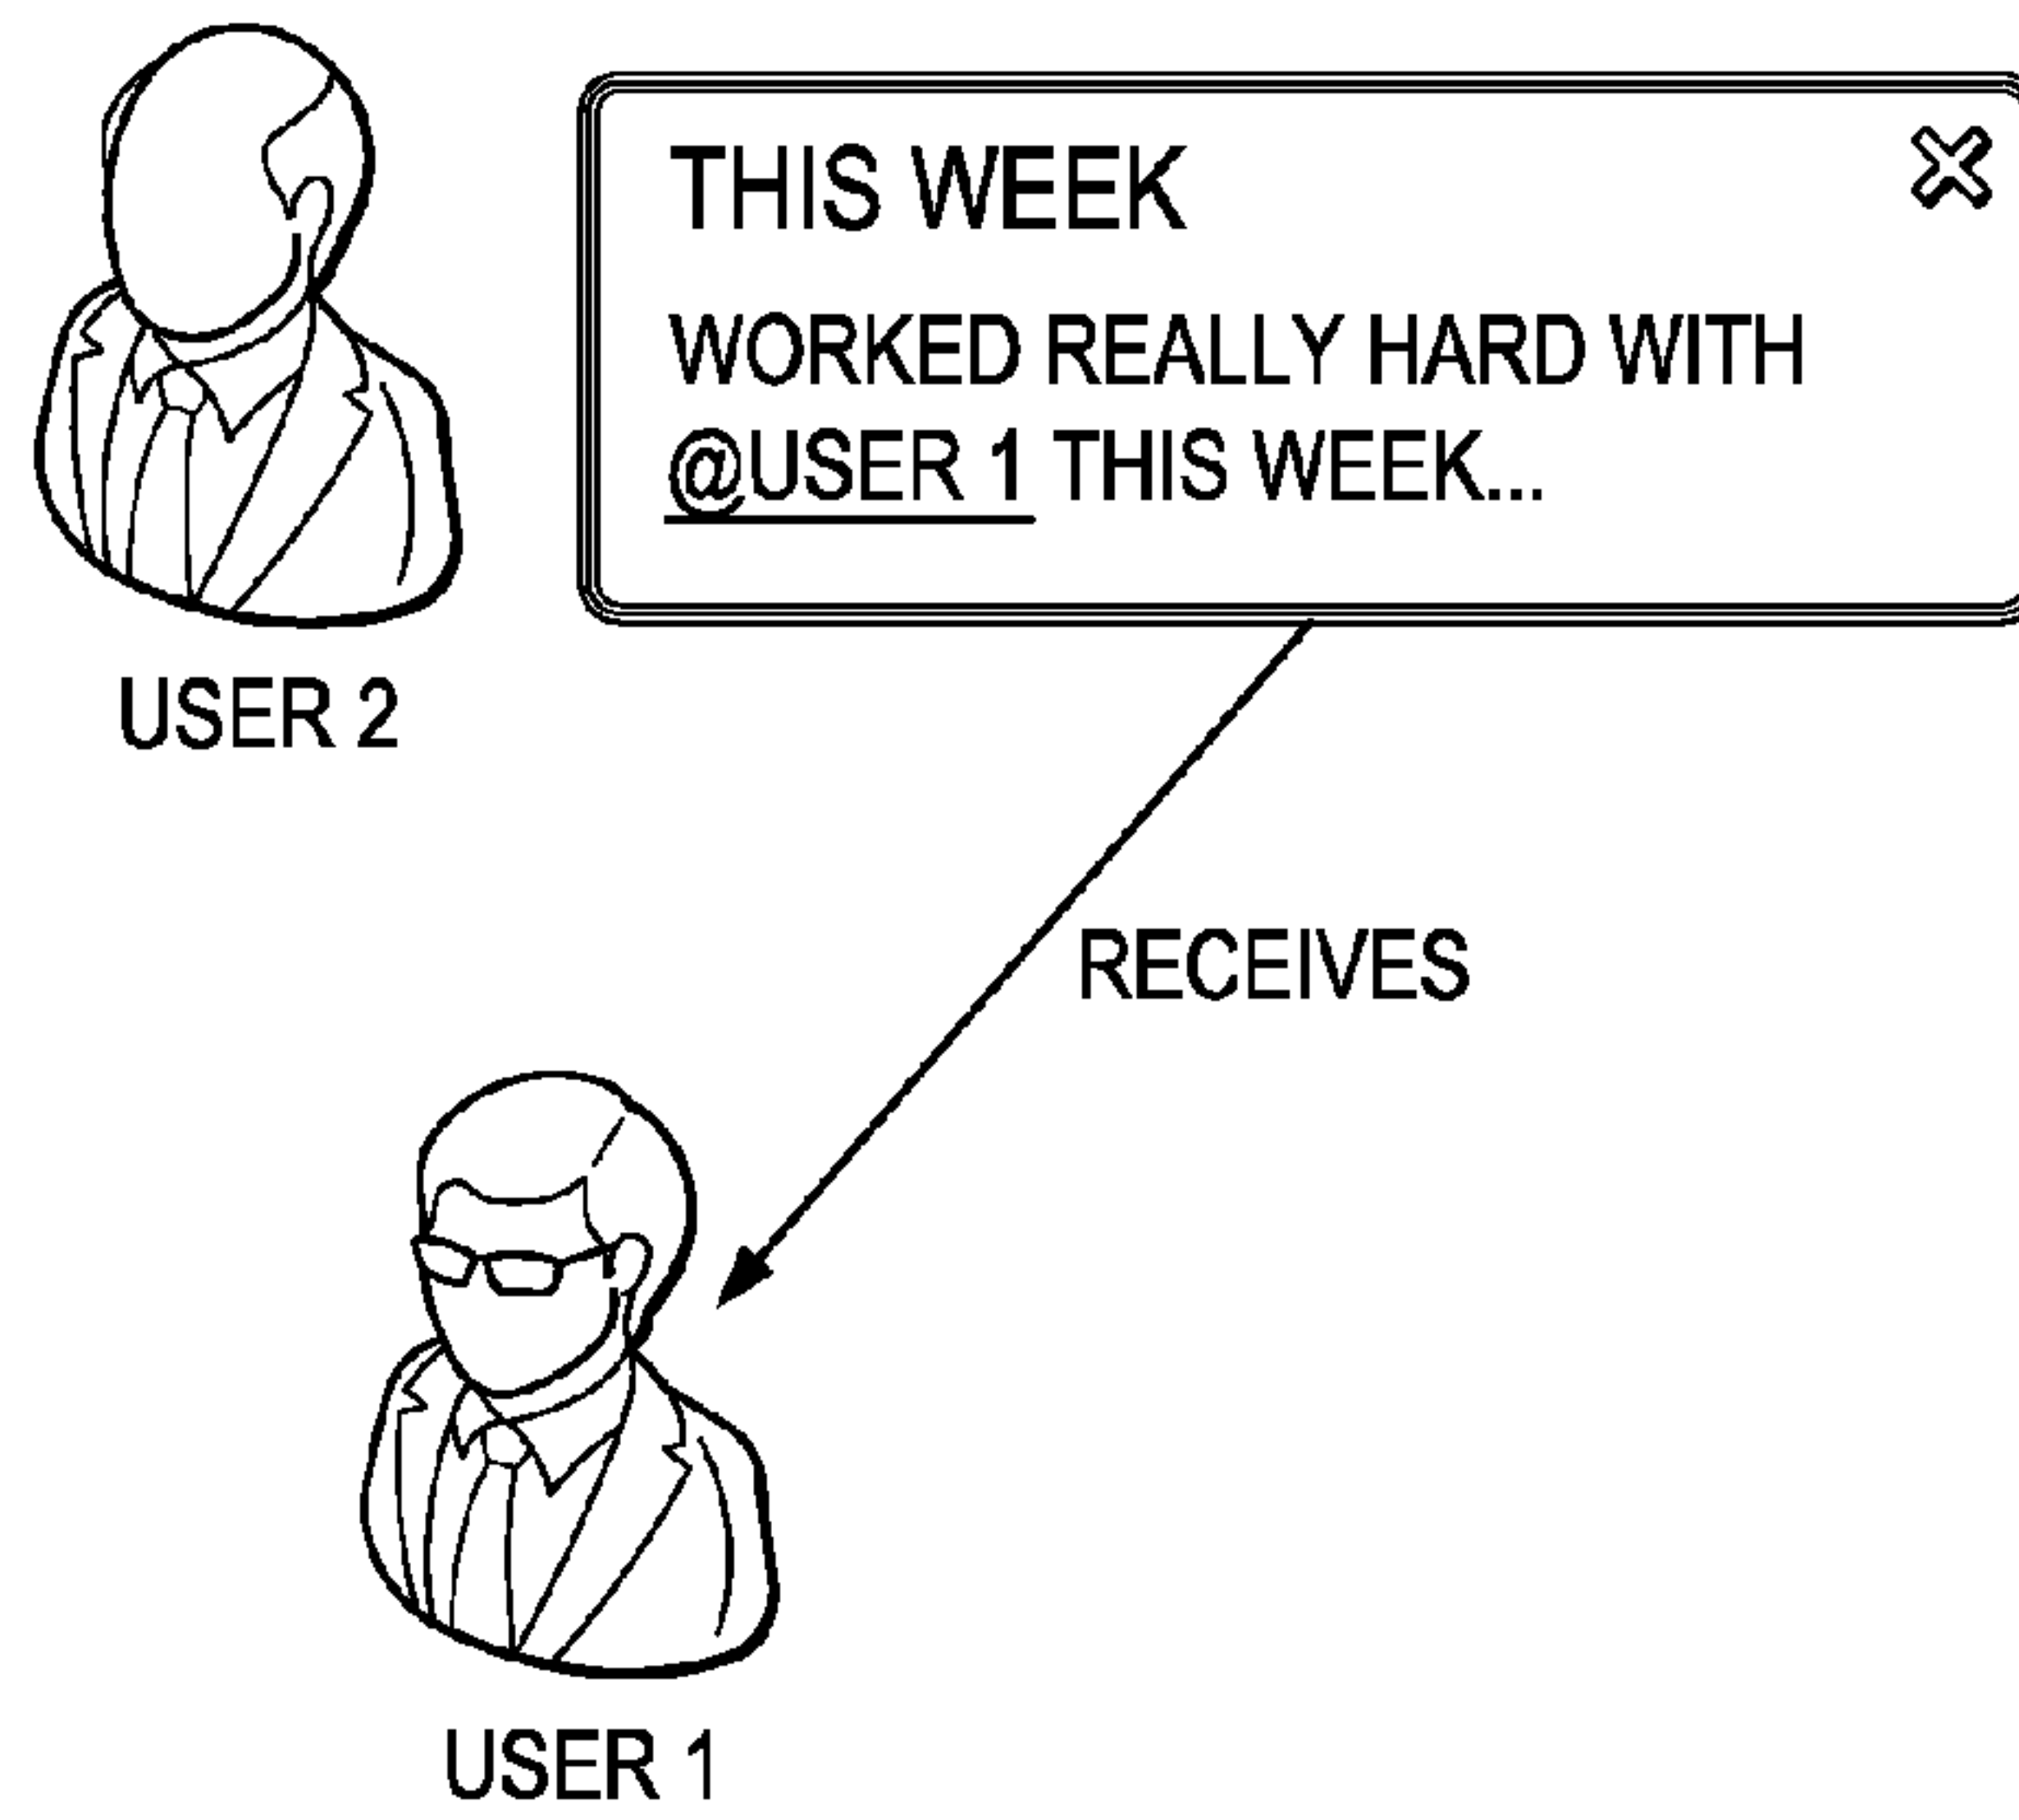 THIS WEEK
WORKED REALLY HARD WITH
@USER 1 THIS WEEK...
USER 2
RECEIVES
USER 1